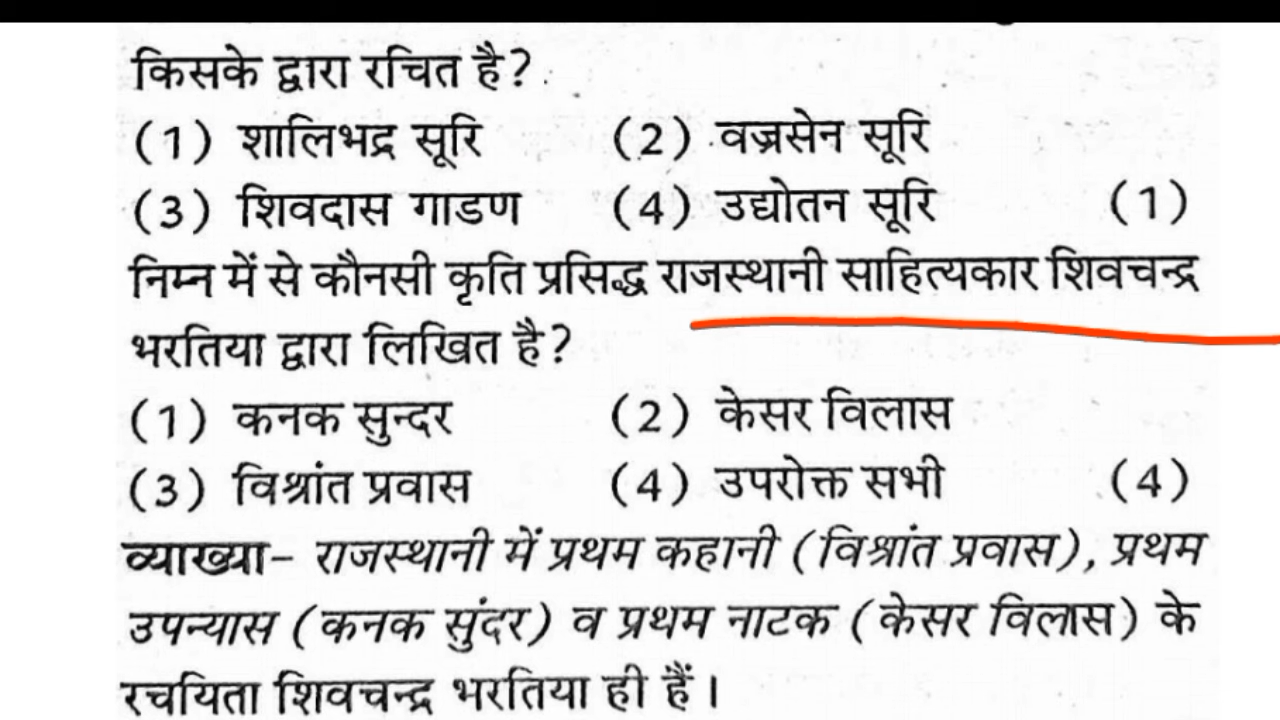 किसके द्वारा रचित है?
(1) शालिभद्र सूरि (2) वज्रसेन सूरि
(3) शिवदास गाडण (4) उद्योतन सूरि (1)
निम्न में से कौनसी कृति प्रसिद्ध राजस्थानी साहित्यकार शिवचन्द्र
भरतिया द्वारा लिखित है?
(1) कनक सुन्दर (2) केसर विलास
(3) विश्रांत प्रवास (4) उपरोक्त सभी (4)
व्याख्या– राजस्थानी में प्रथम कहानी (विश्रांत प्रवास), प्रथम
उपन्यास (कनक सुंदर) व प्रथम नाटक (केसर विलास) के
रचयिता शिवचन्द्र भरतिया ही हैं।